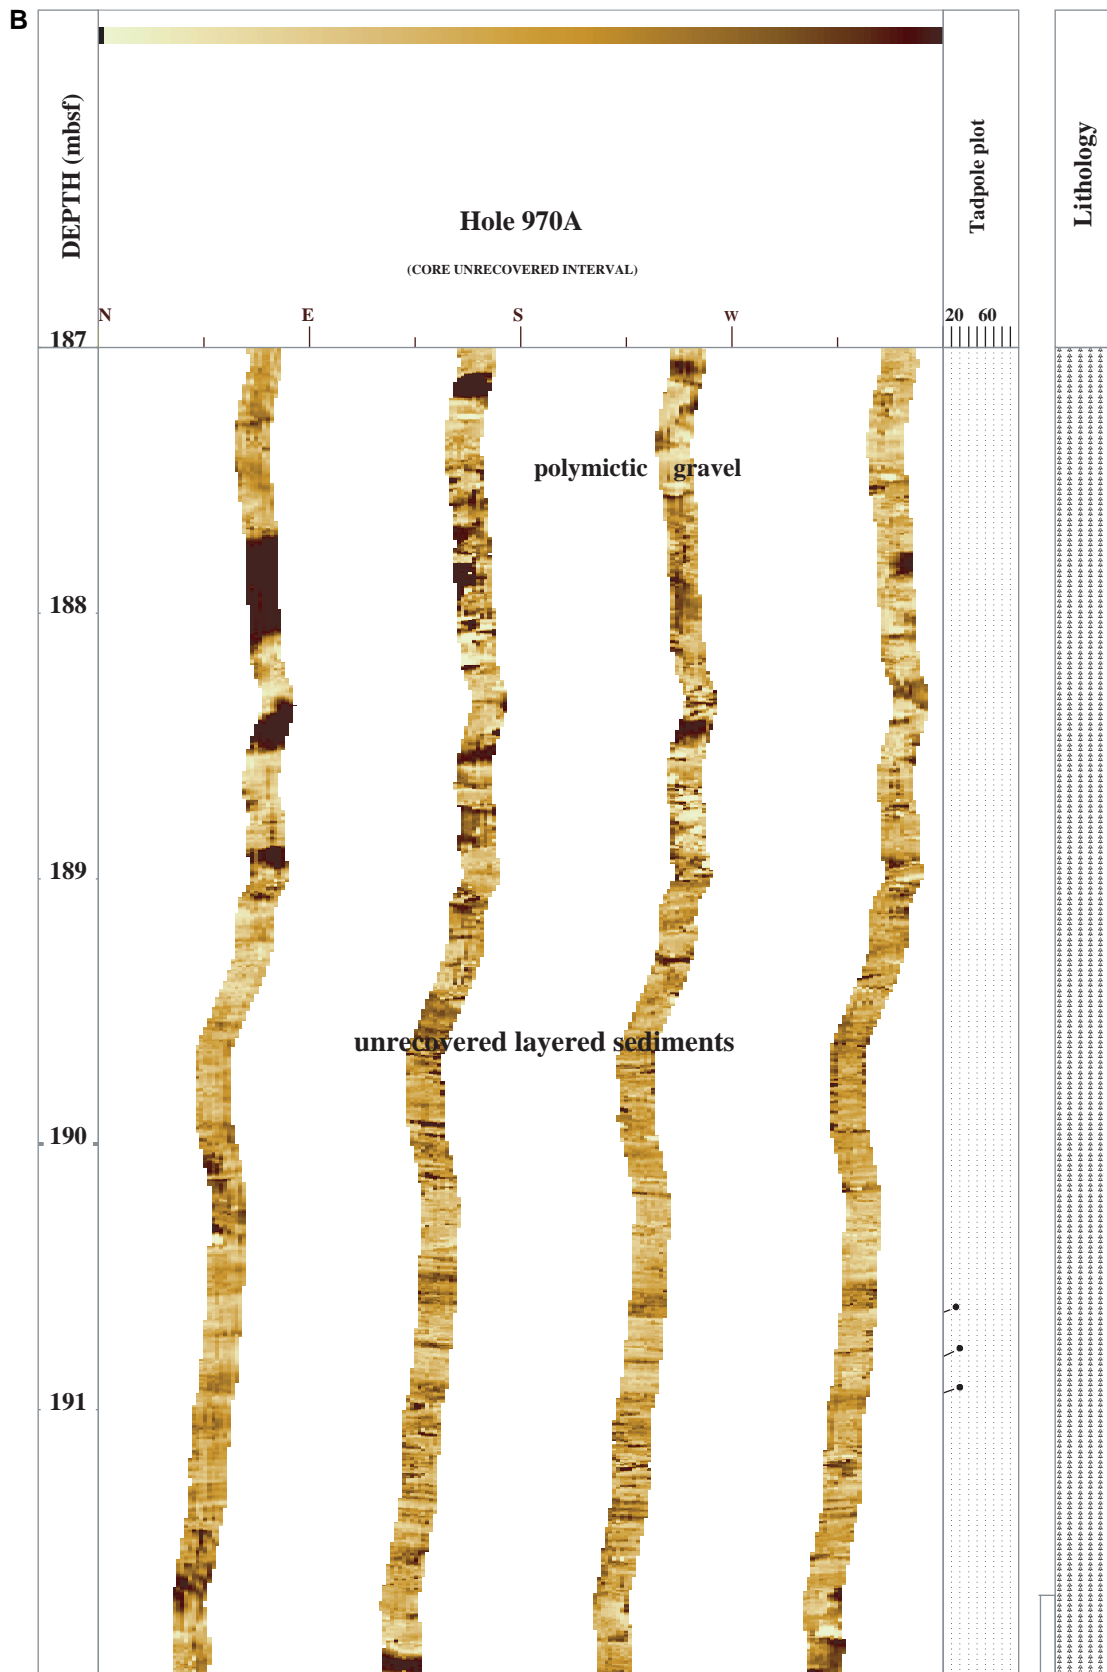 B
DEPTH (mbsf)
Hole 970A
(CORE UNRECOVERED INTERVAL)
Tadpole plot
Lithology
N E S W
20 60
187
polymictic gravel
188
189
unrecovered layered sediments
190
191